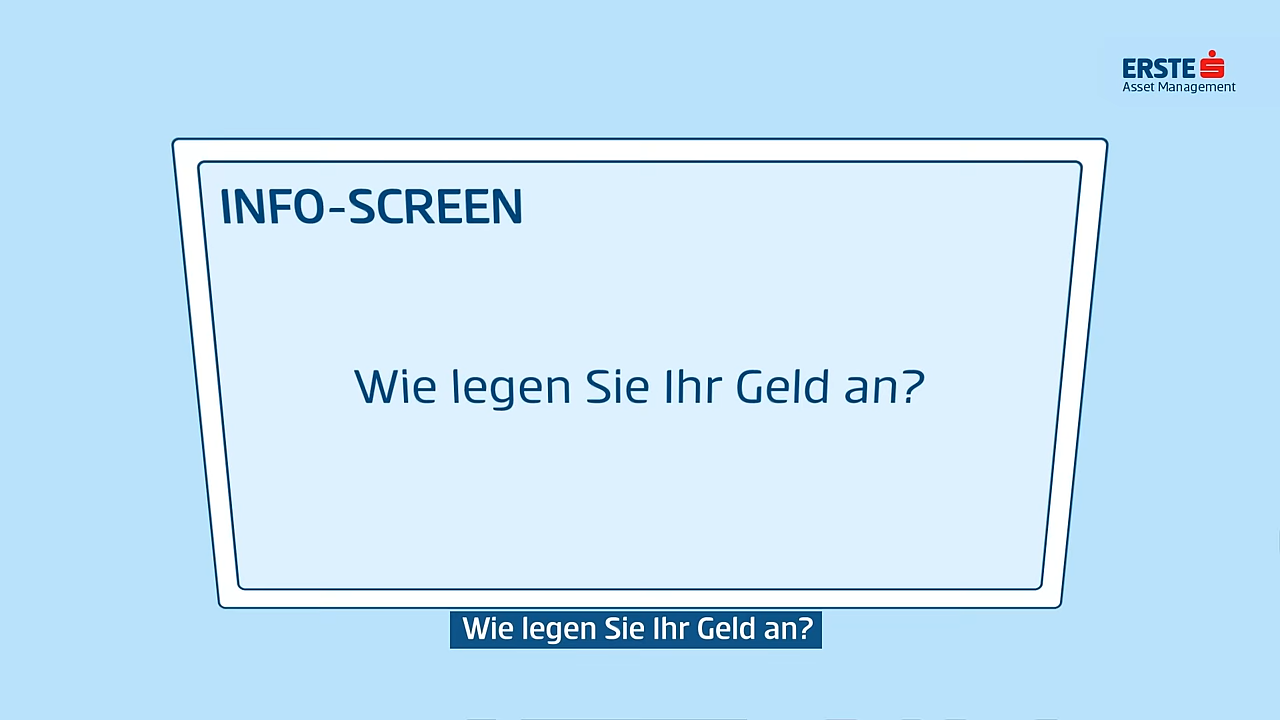 ERSTE
Asset Management
INFO-SCREEN
Wie legen Sie Ihr Geld an?
Wie legen Sie Ihr Geld an?